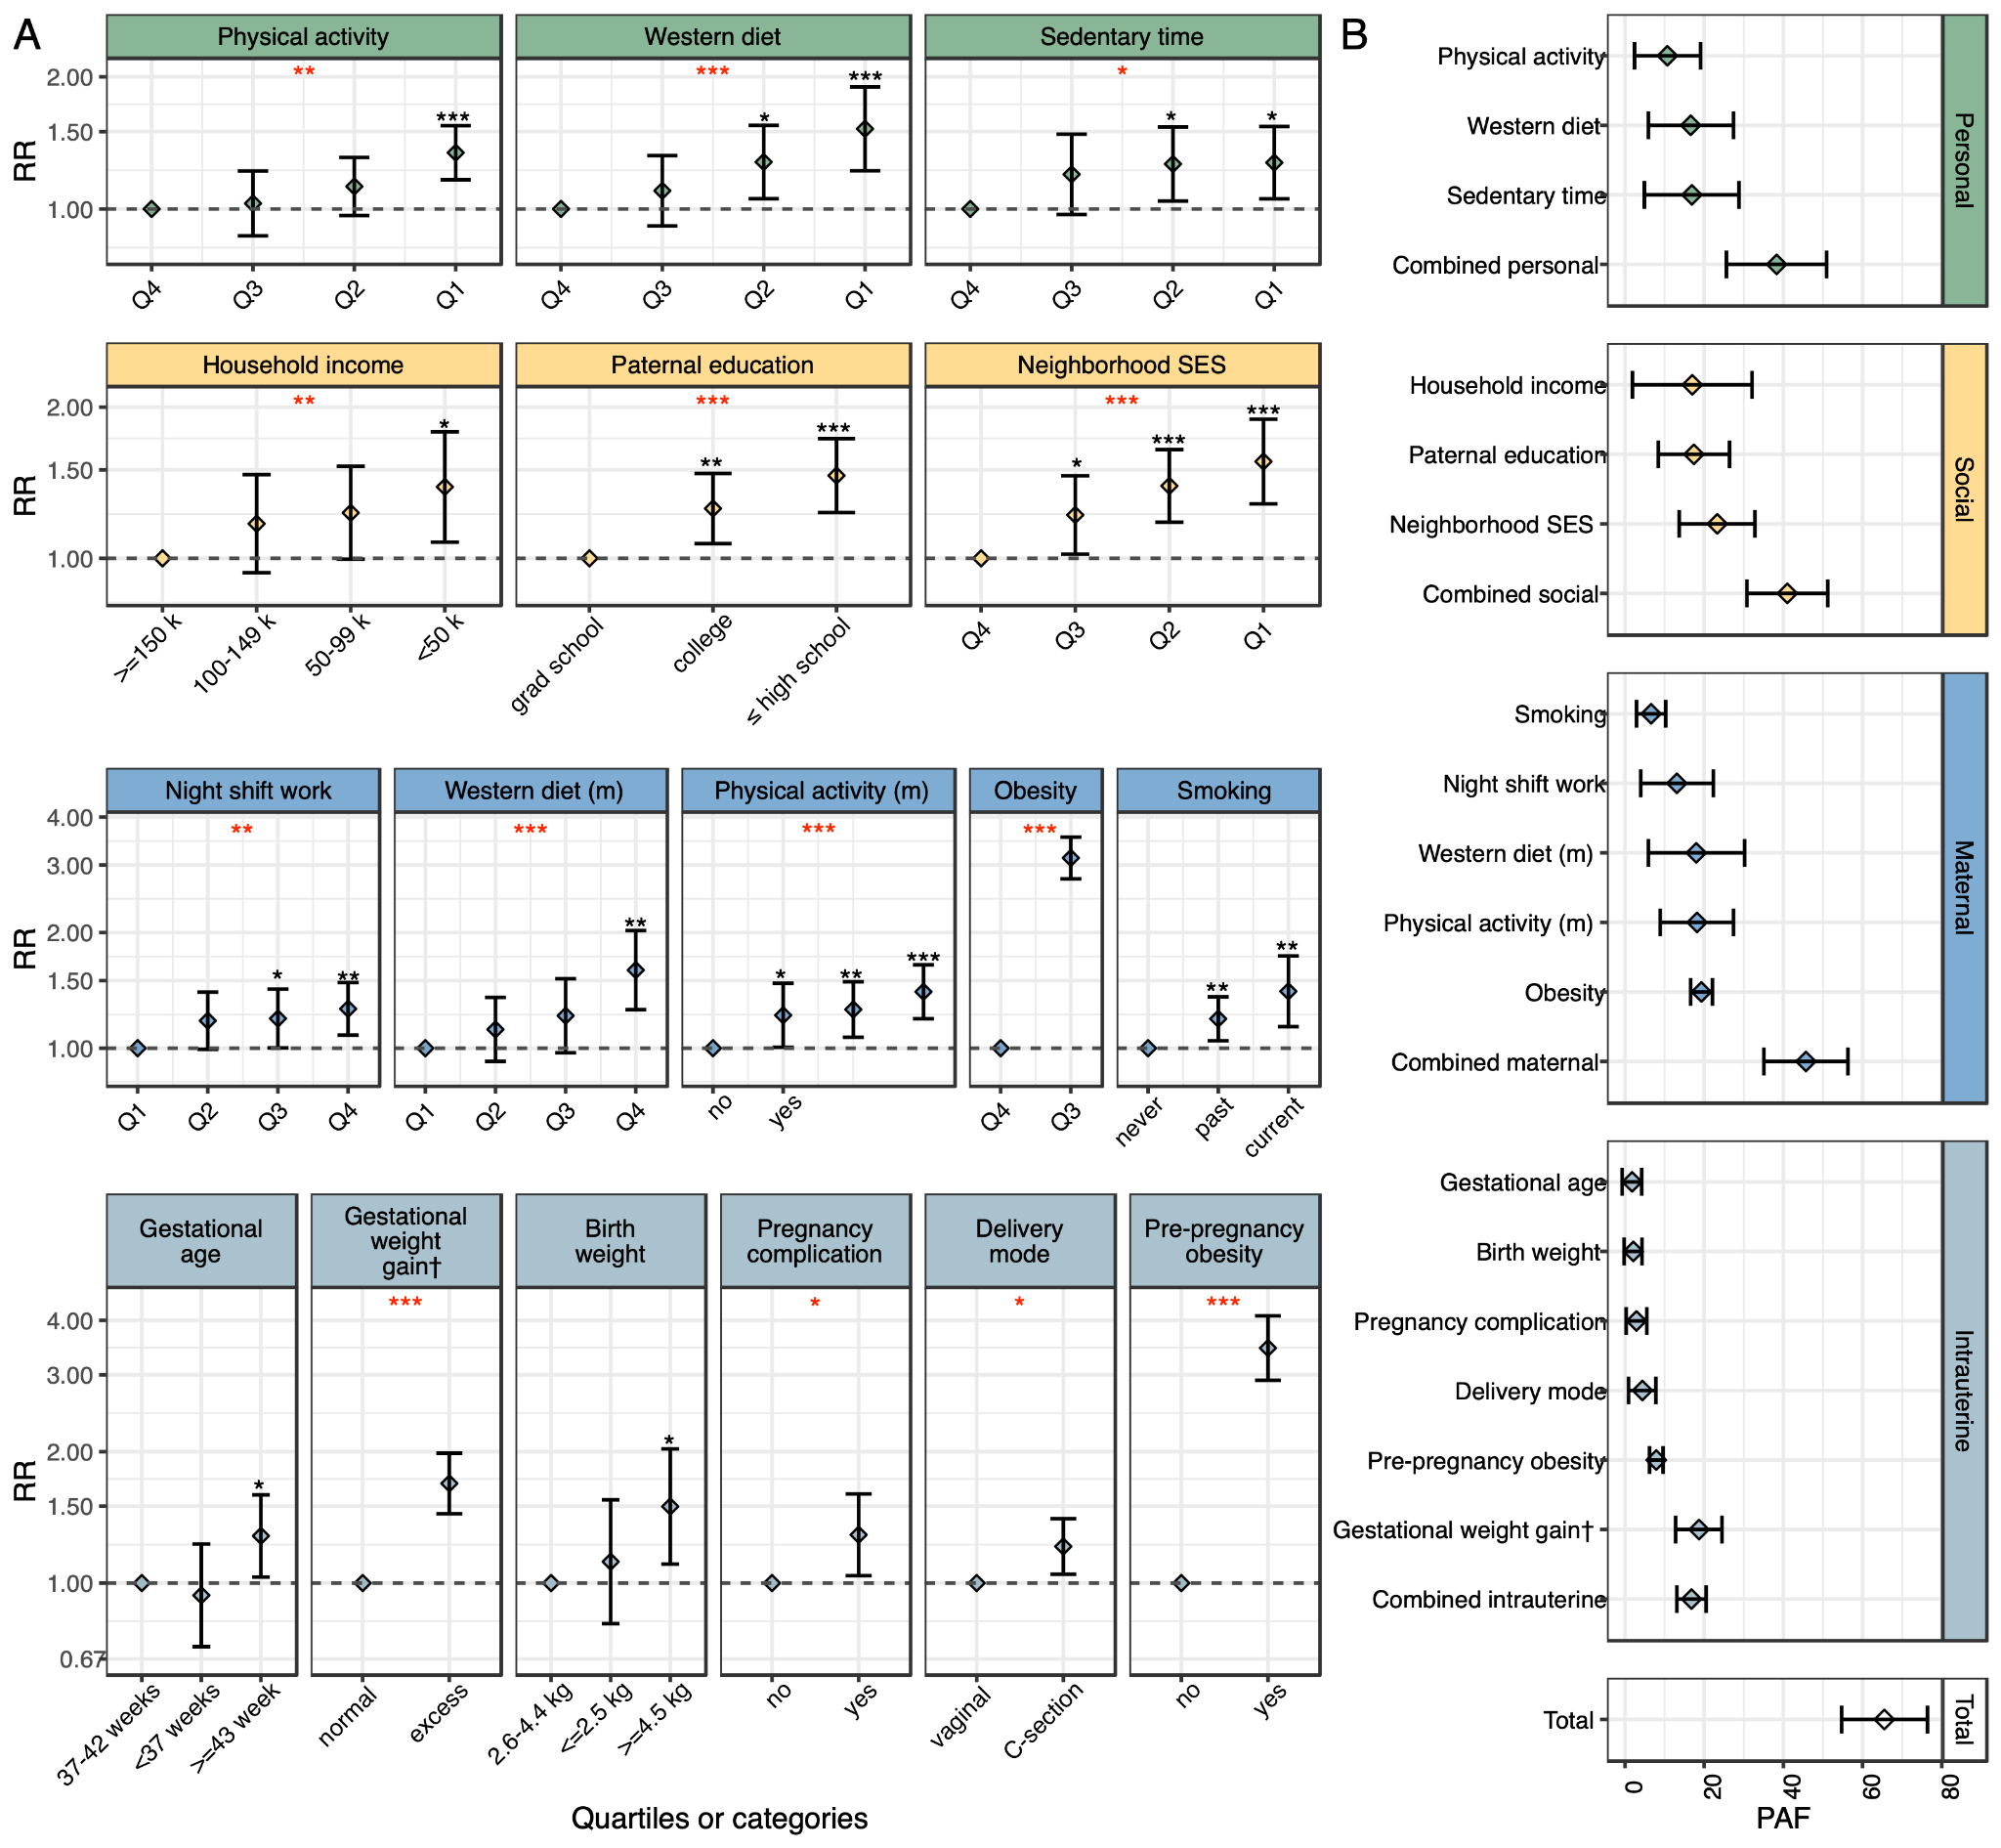 A
Physical activity
Western diet
Sedentary time
2.00
1.50
1.00
RR
**
***
***
***
*
*
*
*
Q4
Q3
Q2
Q1
Q4
Q3
Q2
Q1
Q4
Q3
Q2
Q1
Household income
Paternal education
Neighborhood SES
2.00
1.50
1.00
RR
**
*
***
**
***
***
*
***
***
>=150 k
100-149 k
50-99 k
<50 k
grad school
college
≤ high school
Q4
Q3
Q2
Q1
Night shift work
Western diet (m)
Physical activity (m)
Obesity
Smoking
4.00
3.00
2.00
1.50
1.00
RR
**
*
**
***
**
***
*
**
***
***
**
**
Q1
Q2
Q3
Q4
Q1
Q2
Q3
Q4
no
yes
Q4
Q3
never
past
current
Gestational
age
Gestational
weight
gain†
Birth
weight
Pregnancy
complication
Delivery
mode
Pre-pregnancy
obesity
4.00
3.00
2.00
1.50
1.00
0.67
RR
*
***
*
*
*
***
37-42 weeks
<37 weeks
>=43 week
normal
excess
2.6-4.4 kg
<=2.5 kg
>=4.5 kg
no
yes
vaginal
C-section
no
yes
Quartiles or categories
B
Physical activity
Western diet
Sedentary time
Combined personal
Personal
Household income
Paternal education
Neighborhood SES
Combined social
Social
Smoking
Night shift work
Western diet (m)
Physical activity (m)
Obesity
Combined maternal
Maternal
Gestational age
Birth weight
Pregnancy complication
Delivery mode
Pre-pregnancy obesity
Gestational weight gain†
Combined intrauterine
Intrauterine
Total
Total
0
20
40
60
80
PAF